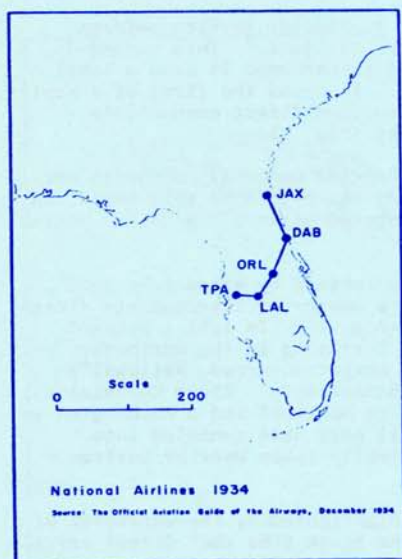 JAX
DAB
ORL
TPA
LAL
Scale
0 200
National Airlines 1934
Source: The Official Aviation Guide of the Airways, December 1934